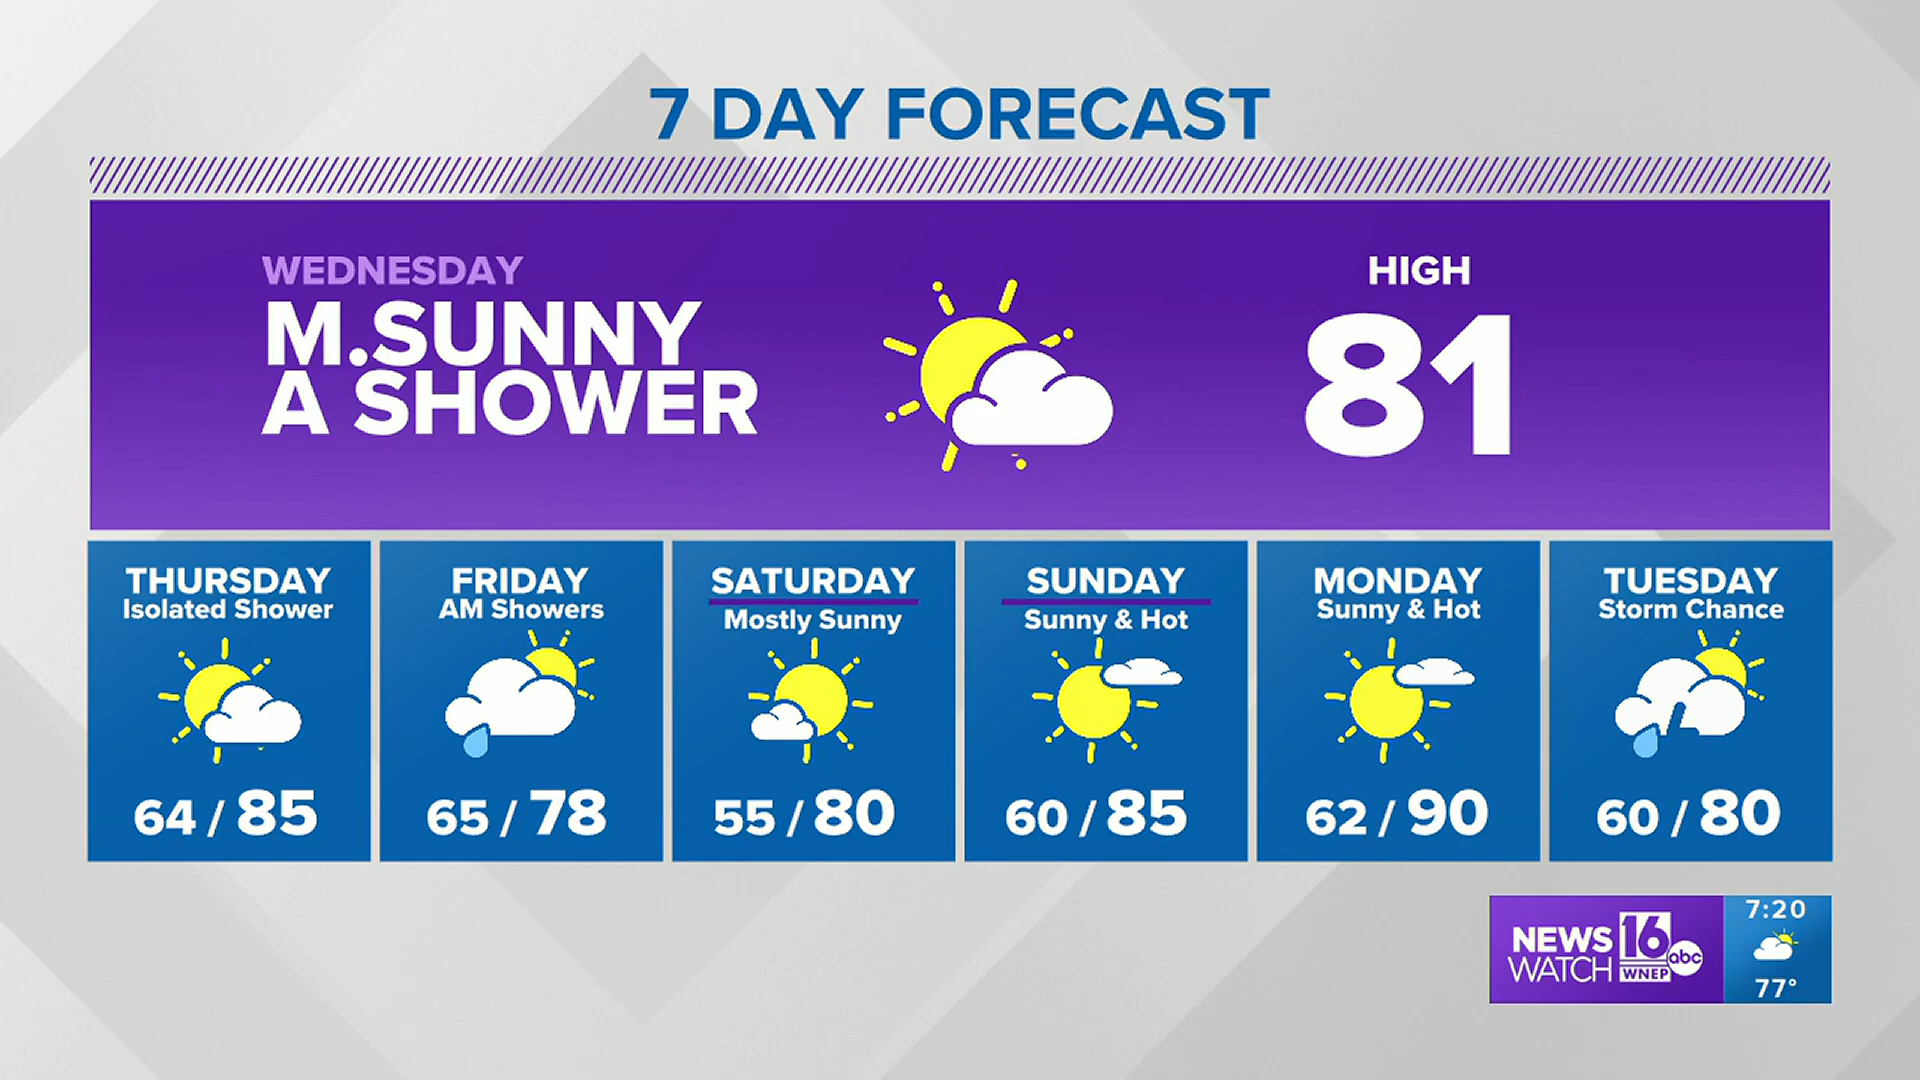 7 DAY FORECAST
WEDNESDAY
M.SUNNY
A SHOWER
HIGH
81
THURSDAY
Isolated Shower
64 / 85
FRIDAY
AM Showers
65 / 78
SATURDAY
Mostly Sunny
55 / 80
SUNDAY
Sunny & Hot
60 / 85
MONDAY
Sunny & Hot
62 / 90
TUESDAY
Storm Chance
60 / 80
NEWS
WATCH
16
WNEP
abc
7:20
77°